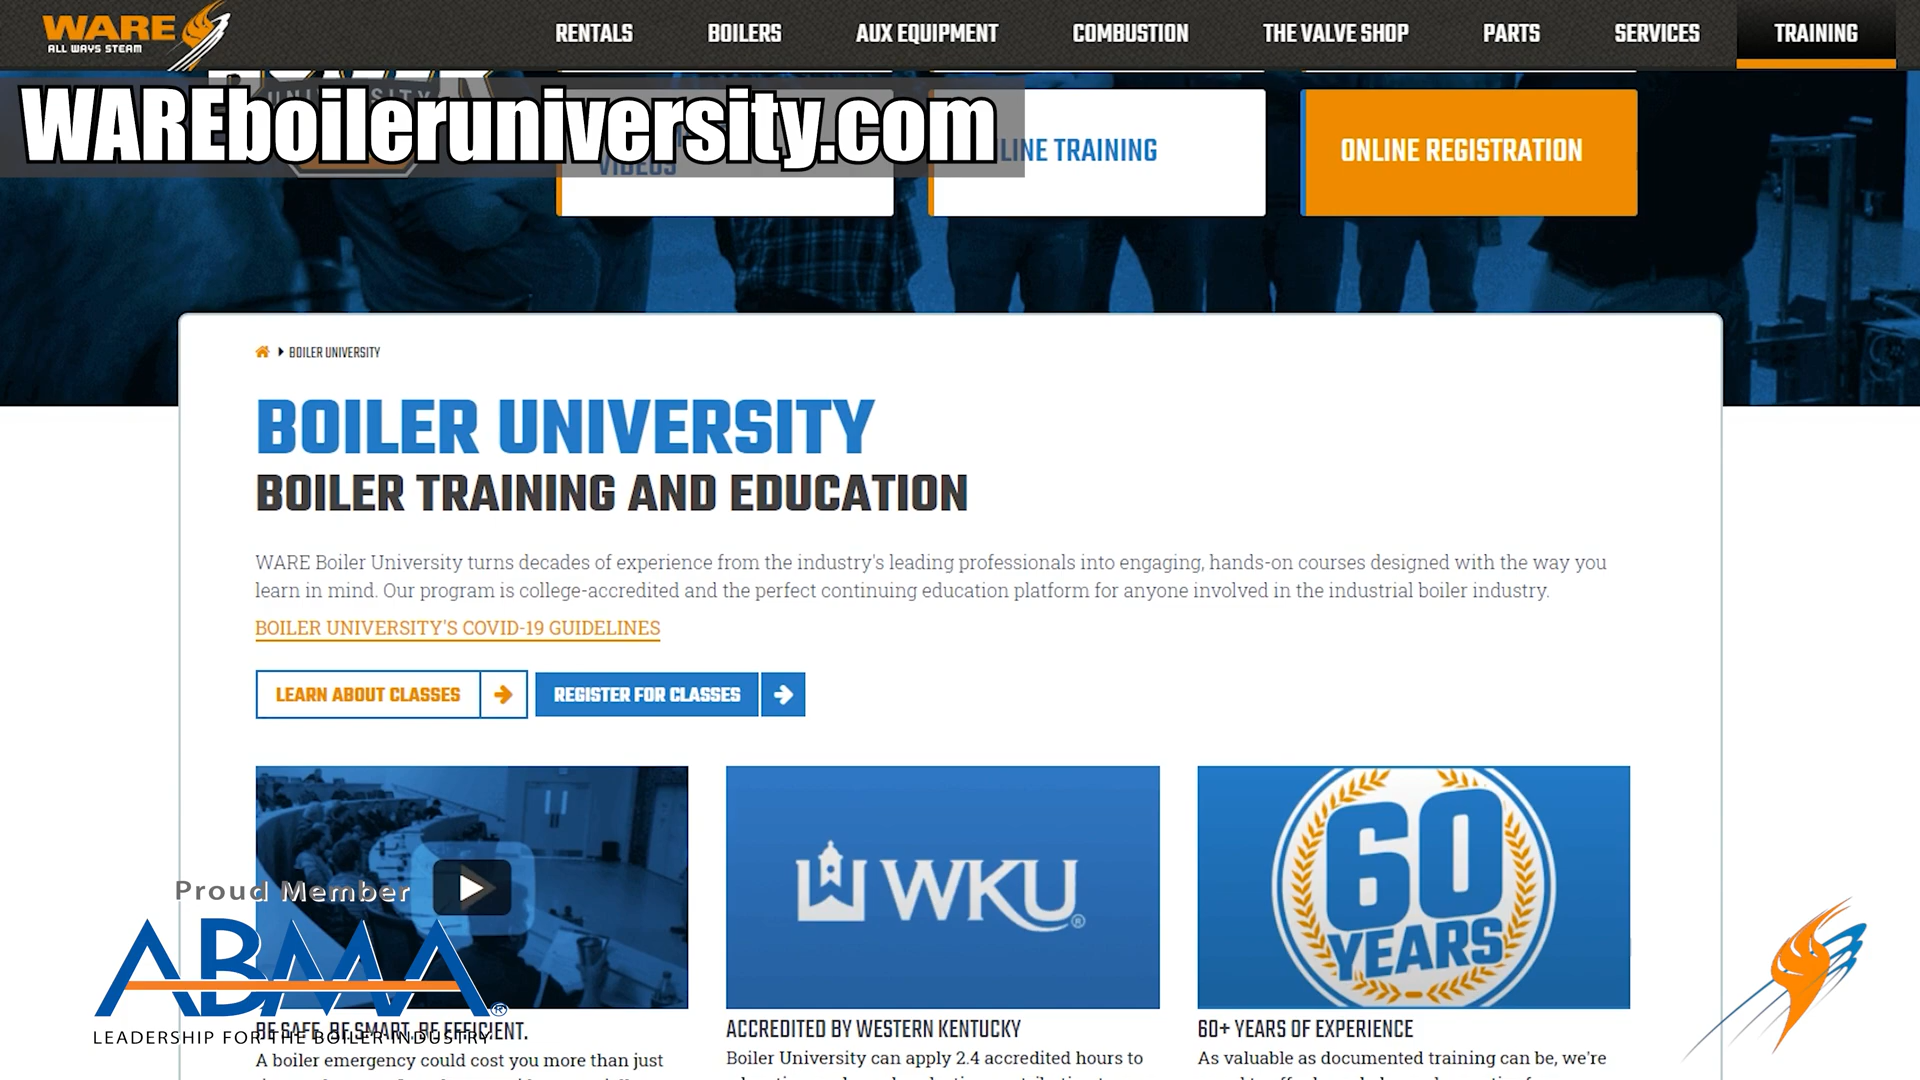 WARE
ALL WAYS STEAM
RENTALS
BOILERS
AUX EQUIPMENT
COMBUSTION
THE VALVE SHOP
PARTS
SERVICES
TRAINING
UNIVERSITY
WAREboileruniversity.com
VIDEOS
LINE TRAINING
ONLINE REGISTRATION
BOILER UNIVERSITY
BOILER UNIVERSITY
BOILER TRAINING AND EDUCATION
WARE Boiler University turns decades of experience from the industry's leading professionals into engaging, hands-on courses designed with the way you
learn in mind. Our program is college-accredited and the perfect continuing education platform for anyone involved in the industrial boiler industry.
BOILER UNIVERSITY'S COVID-19 GUIDELINES
LEARN ABOUT CLASSES
REGISTER FOR CLASSES
Proud Member
ABMA®
LEADERSHIP FOR THE BOILER INDUSTRY
BE SAFE. BE SMART. BE EFFICIENT.
A boiler emergency could cost you more than just
WKU®
ACCREDITED BY WESTERN KENTUCKY
Boiler University can apply 2.4 accredited hours to
60
YEARS
60+ YEARS OF EXPERIENCE
As valuable as documented training can be, we're